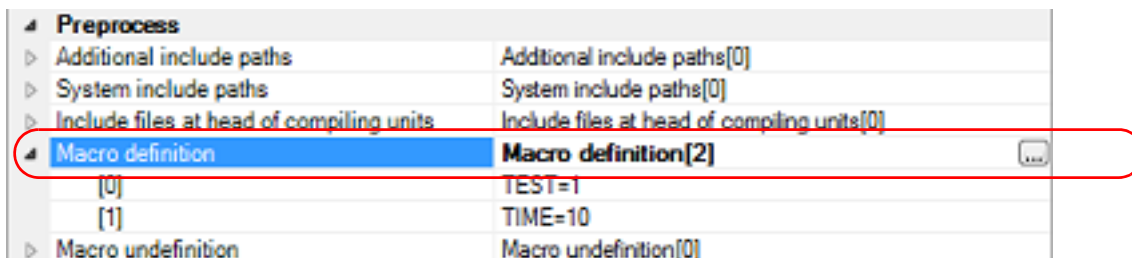 Preprocess
Additional include paths Additional include paths[0]
System include paths System include paths[0]
Include files at head of compiling units Include files at head of compiling units[0]
Macro definition Macro definition[2] ...
[0] TEST=1
[1] TIME=10
Macro undefinition Macro undefinition[0]